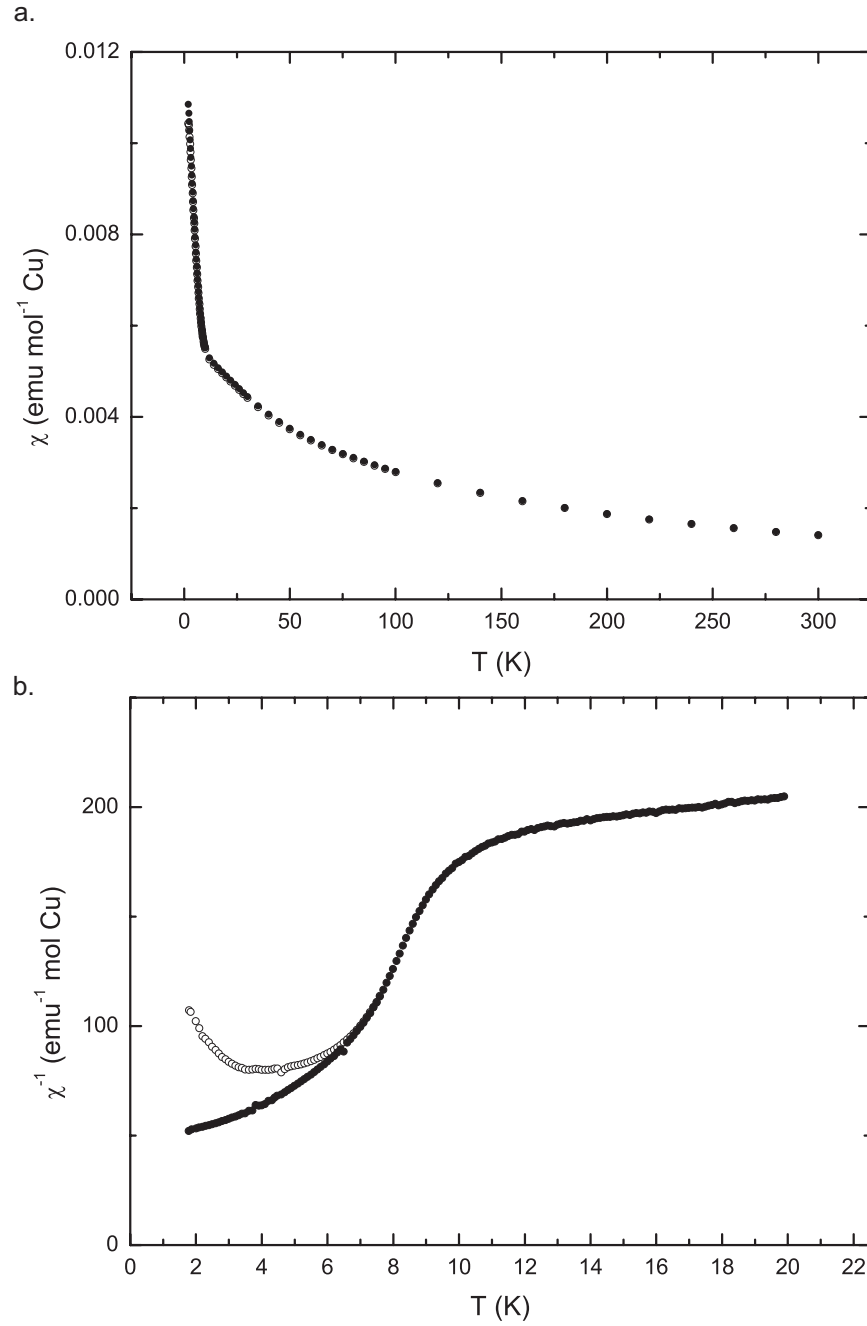 a.
0.012
0.008
0.004
0.000
χ (emu mol⁻¹ Cu)
0 50 100 150 200 250 300
T (K)
b.
200
100
0
χ⁻¹ (emu⁻¹ mol Cu)
0 2 4 6 8 10 12 14 16 18 20 22
T (K)